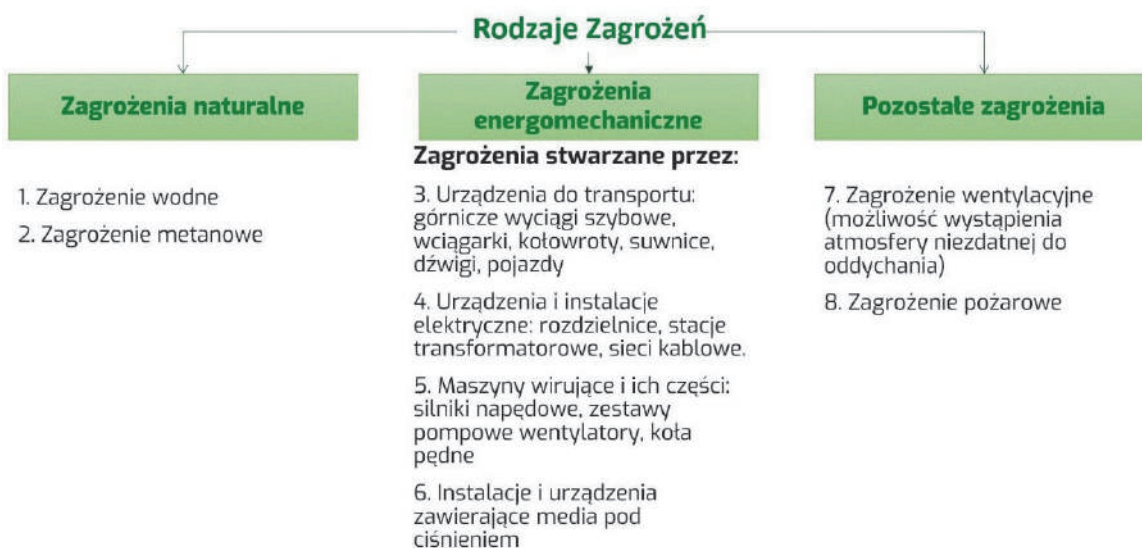 Rodzaje Zagrożeń
Zagrożenia naturalne
1. Zagrożenie wodne
2. Zagrożenie metanowe
Zagrożenia
energomechaniczne
Zagrożenia stwarzane przez:
3. Urządzenia do transportu:
górnicze wyciągi szybowe,
wciągarki, kołowroty, suwnice,
dźwigi, pojazdy
4. Urządzenia i instalacje
elektryczne: rozdzielnice, stacje
transformatorowe, sieci kablowe.
5. Maszyny wirujące i ich części:
silniki napędowe, zestawy
pompowe wentylatory, koła
pędne
6. Instalacje i urządzenia
zawierające media pod
ciśnieniem
Pozostałe zagrożenia
7. Zagrożenie wentylacyjne
(możliwość wystąpienia
atmosfery niezdatnej do
oddychania)
8. Zagrożenie pożarowe